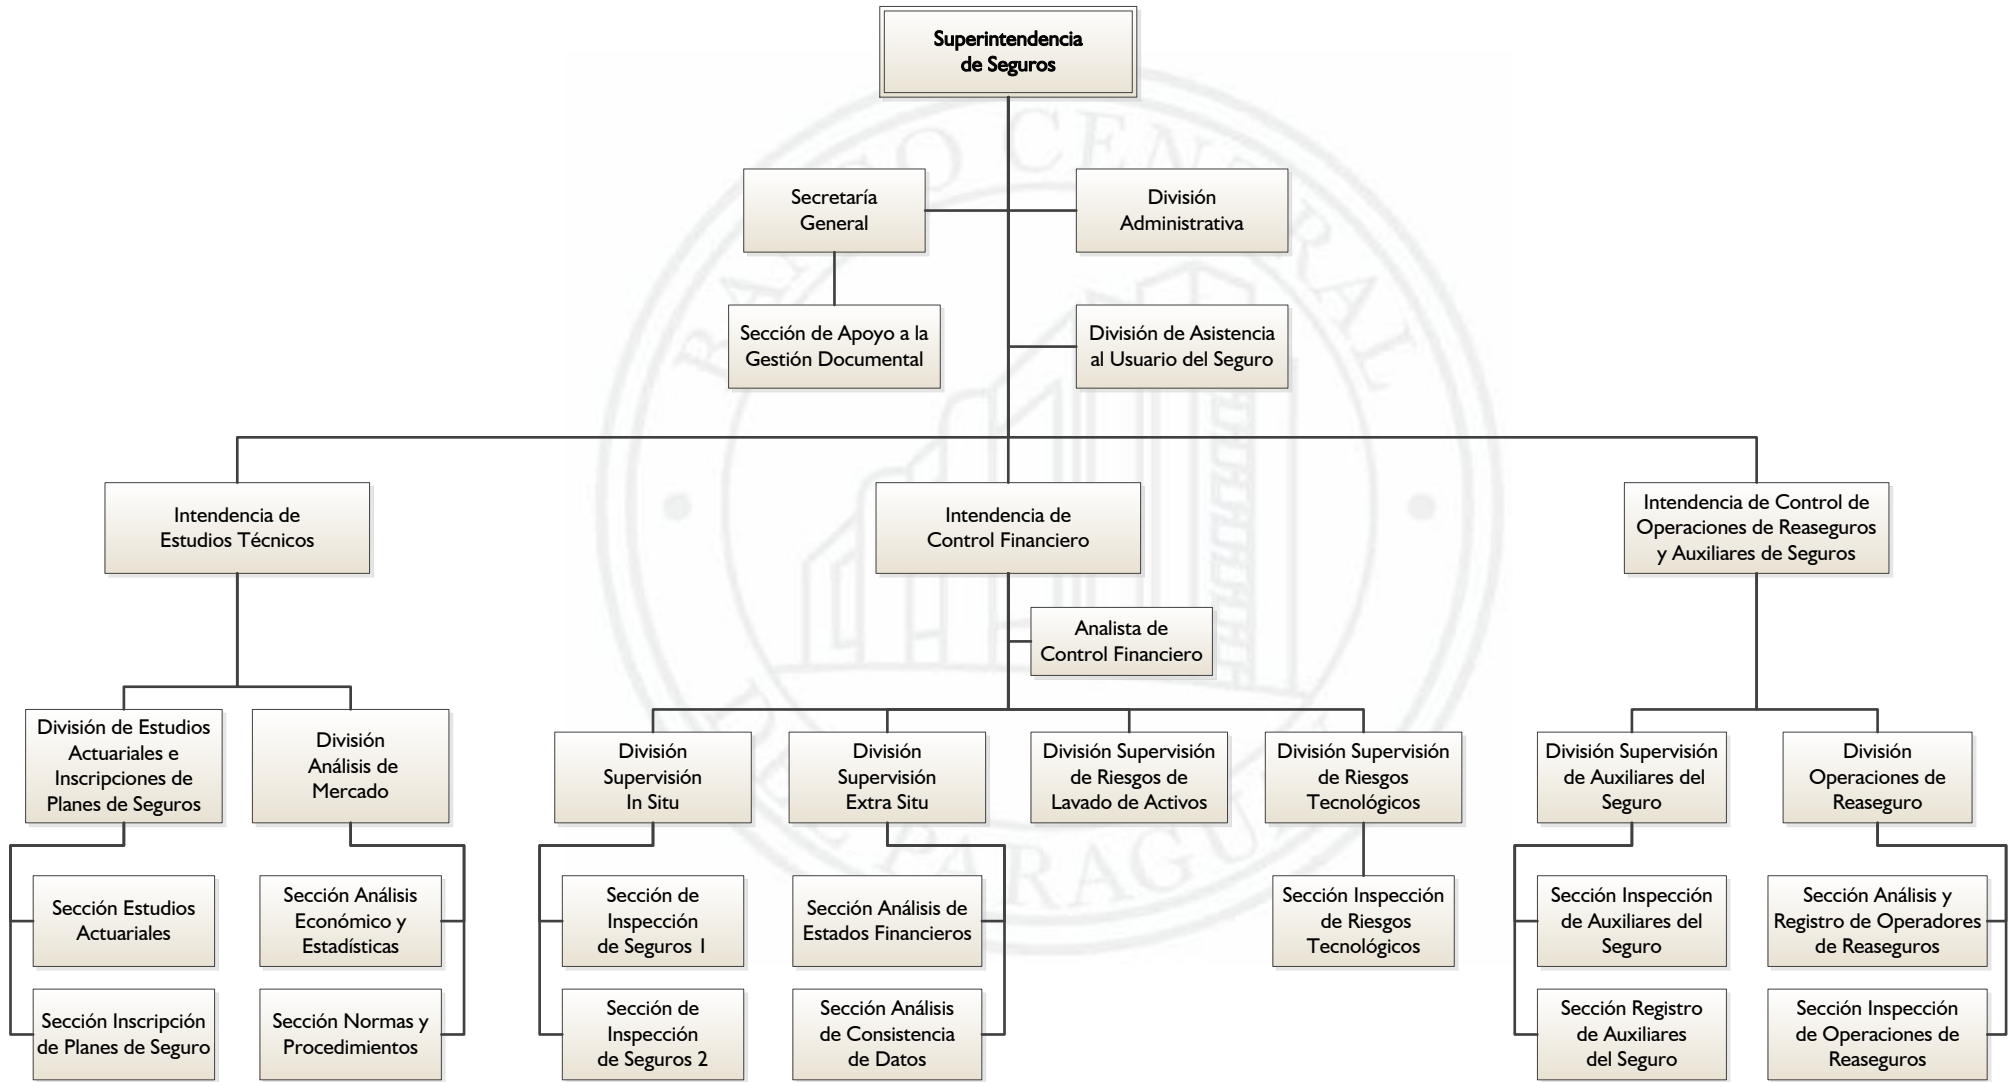 Superintendencia
de Seguros
Secretaría
General
División
Administrativa
Sección de Apoyo a la
Gestión Documental
División de Asistencia
al Usuario del Seguro
Intendencia de
Estudios Técnicos
Intendencia de
Control Financiero
Intendencia de Control de
Operaciones de Reaseguros
y Auxiliares de Seguros
Analista de
Control Financiero
División de Estudios
Actuariales e
Inscripciones de
Planes de Seguros
División
Análisis de
Mercado
División
Supervisión
In Situ
División
Supervisión
Extra Situ
División Supervisión
de Riesgos de
Lavado de Activos
División Supervisión
de Riesgos
Tecnológicos
División Supervisión
de Auxiliares del
Seguro
División
Operaciones de
Reaseguro
Sección Estudios
Actuariales
Sección Análisis
Económico y
Estadísticas
Sección de
Inspección
de Seguros 1
Sección Análisis de
Estados Financieros
Sección Inspección
de Riesgos
Tecnológicos
Sección Inspección
de Auxiliares del
Seguro
Sección Análisis y
Registro de Operadores
de Reaseguros
Sección Inscripción
de Planes de Seguro
Sección Normas y
Procedimientos
Sección de
Inspección
de Seguros 2
Sección Análisis
de Consistencia
de Datos
Sección Registro
de Auxiliares
del Seguro
Sección Inspección
de Operaciones de
Reaseguros
BANCO CENTRAL
DEL PARAGUAY